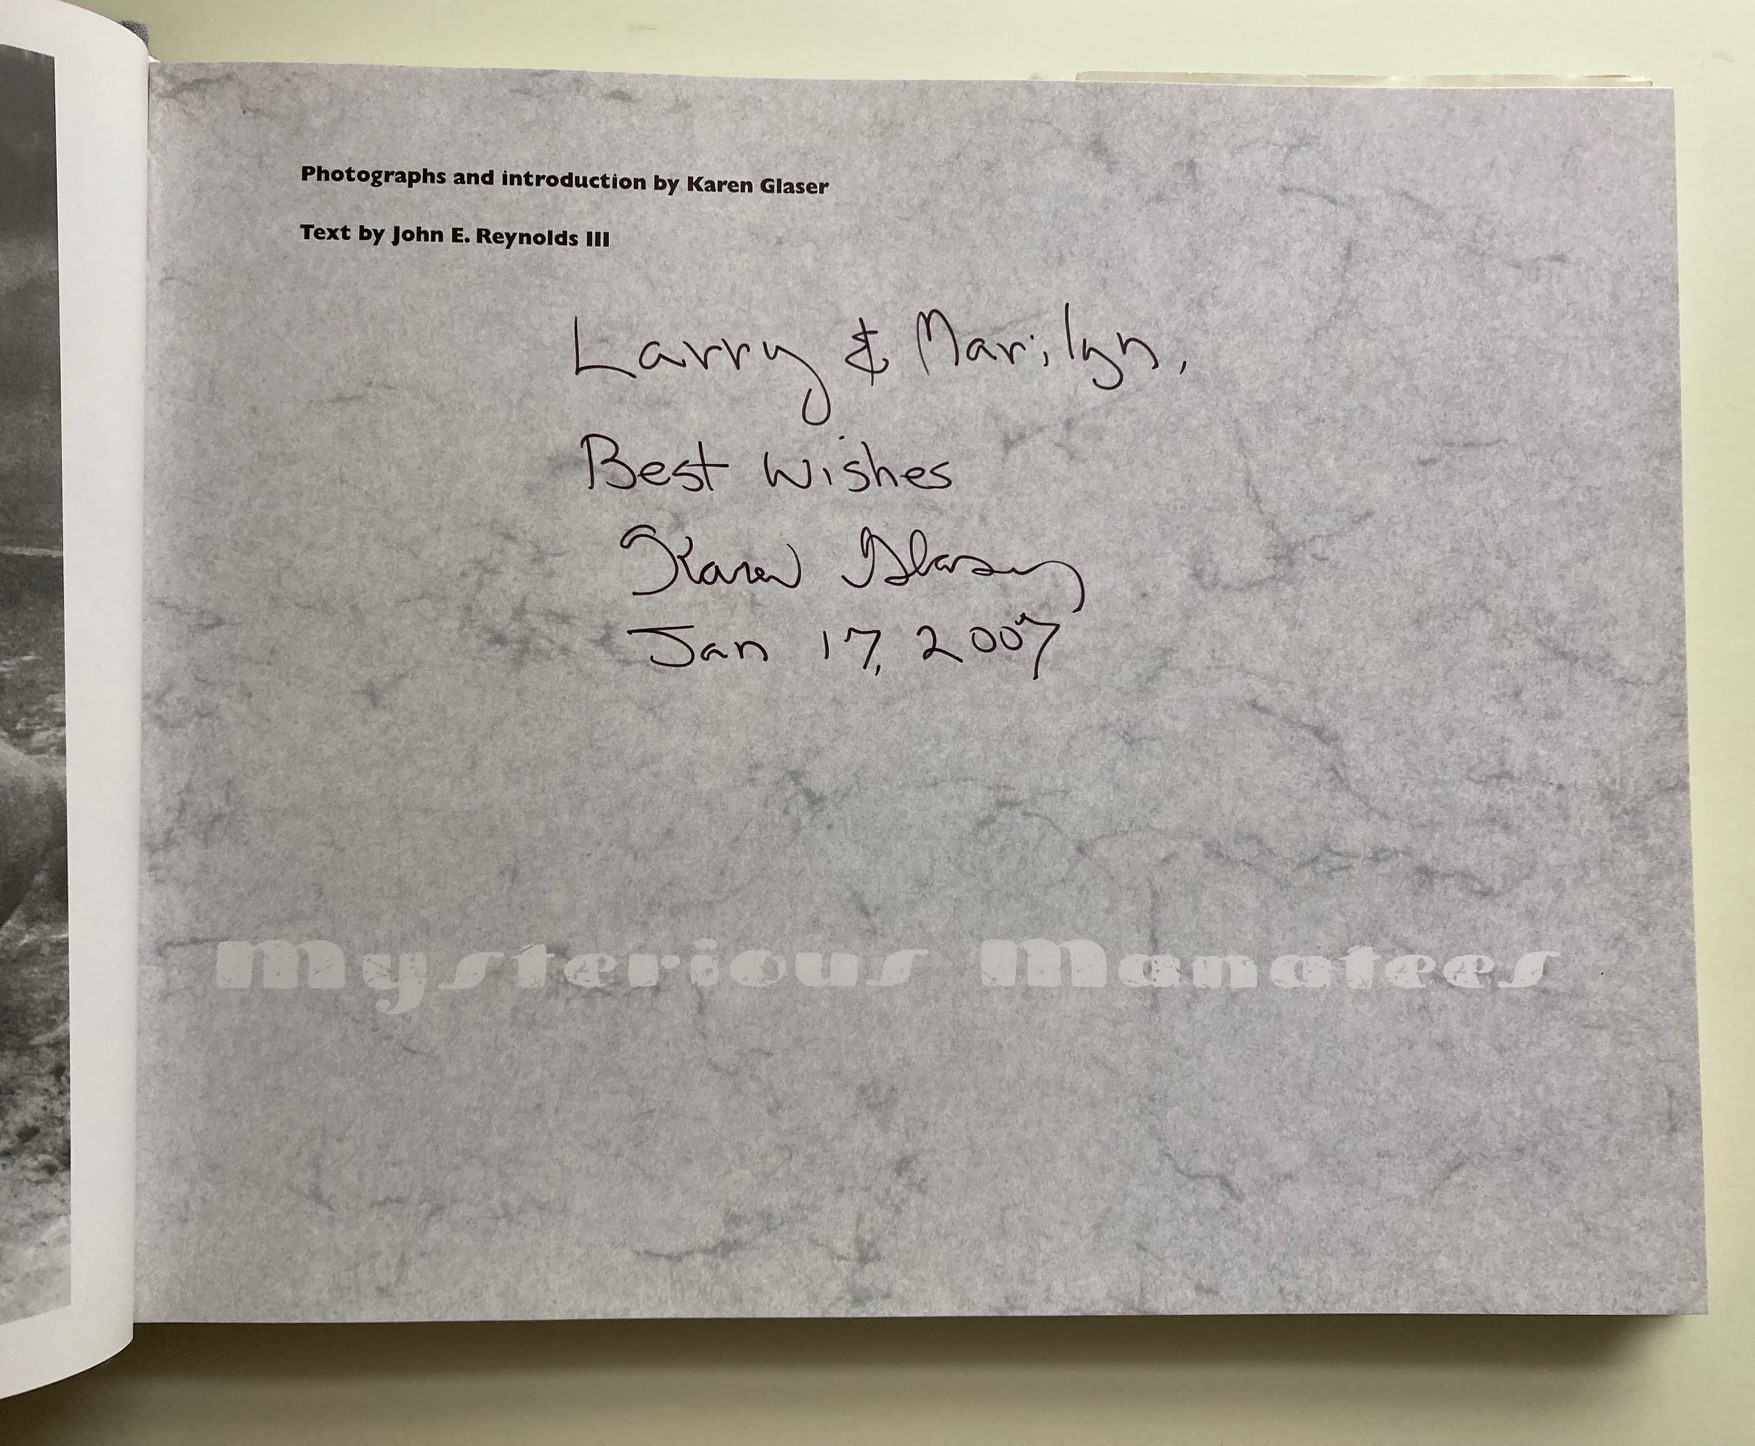 Photographs and introduction by Karen Glaser
Text by John E. Reynolds III
Larry & Marilyn,
Best Wishes
Karen Glaser
Jan 17, 2007
Mysterious Manatees